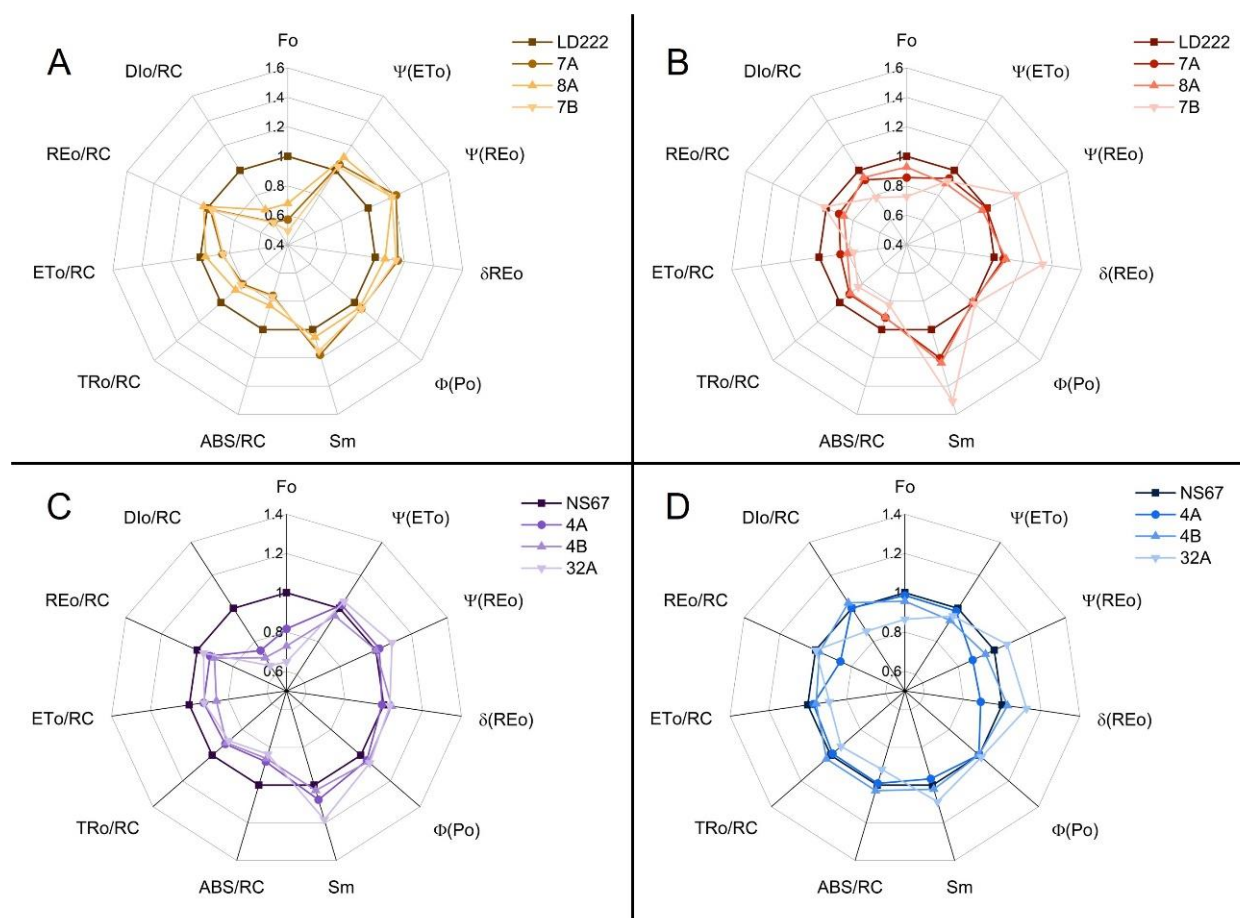 A
Fo
Ψ(ETo)
Ψ(REo)
δREo
Φ(Po)
Sm
ABS/RC
TRo/RC
ETo/RC
REo/RC
DIo/RC
1.6
1.4
1.2
1
0.8
0.6
0.4
LD222
7A
8A
7B
B
Fo
Ψ(ETo)
Ψ(REo)
δ(REo)
Φ(Po)
Sm
ABS/RC
TRo/RC
ETo/RC
REo/RC
DIo/RC
1.6
1.4
1.2
1
0.8
0.6
0.4
LD222
7A
8A
7B
C
Fo
Ψ(ETo)
Ψ(REo)
δ(REo)
Φ(Po)
Sm
ABS/RC
TRo/RC
ETo/RC
REo/RC
DIo/RC
1.4
1.2
1
0.8
0.6
NS67
4A
4B
32A
D
Fo
Ψ(ETo)
Ψ(REo)
δ(REo)
Φ(Po)
Sm
ABS/RC
TRo/RC
ETo/RC
REo/RC
DIo/RC
1.4
1.2
1
0.8
0.6
NS67
4A
4B
32A